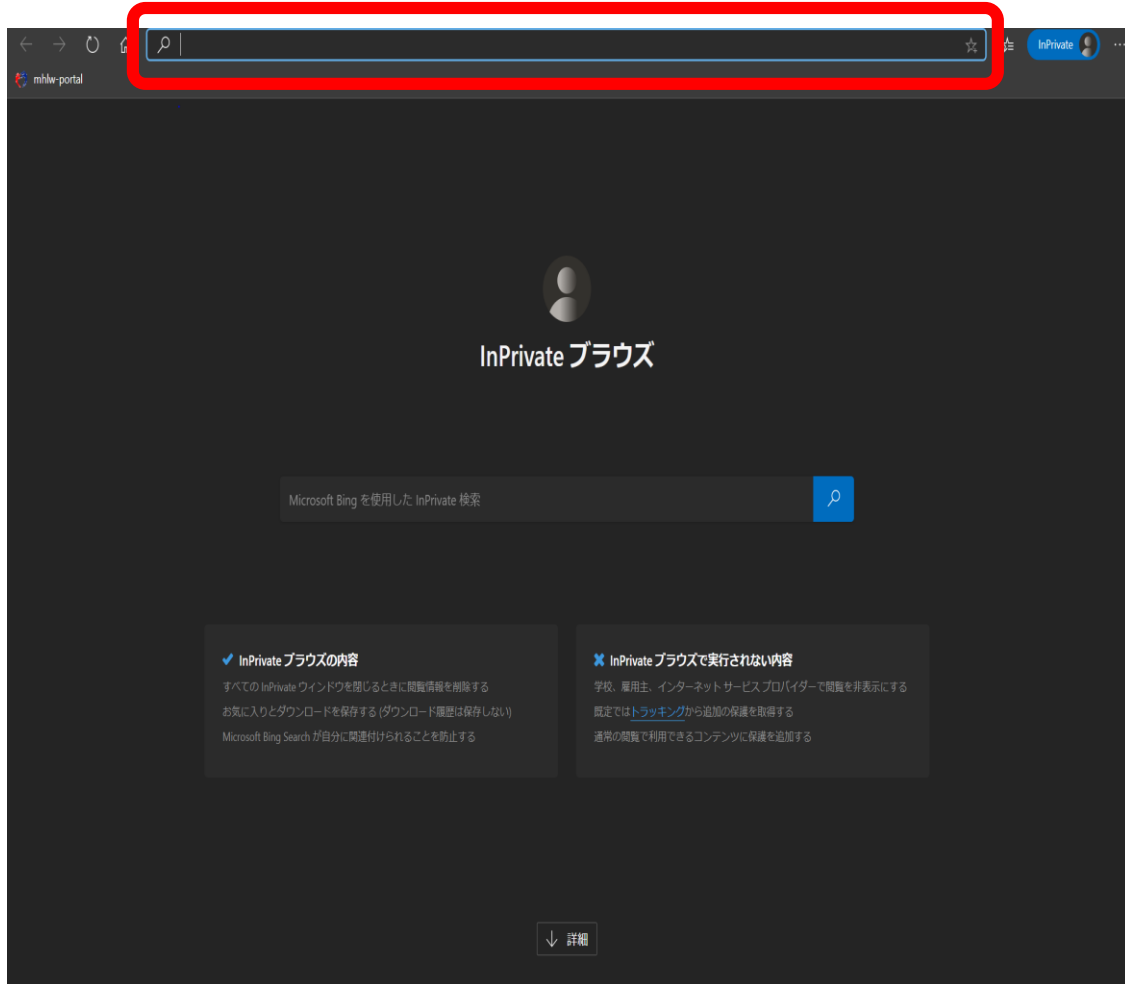 InPrivate
mhlw-portal
InPrivate ブラウズ
Microsoft Bing を使用した InPrivate 検索
InPrivate ブラウズの内容
すべての InPrivate ウィンドウを閉じるときに閲覧情報を削除する
お気に入りとダウンロードを保存する (ダウンロード履歴は保存しない)
Microsoft Bing Search が自分に関連付けられることを防止する
InPrivate ブラウズで実行されない内容
学校、雇用主、インターネット サービス プロバイダーで閲覧を非表示にする
既定ではトラッキングから追加の保護を取得する
通常の閲覧で利用できるコンテンツに保護を追加する
詳細